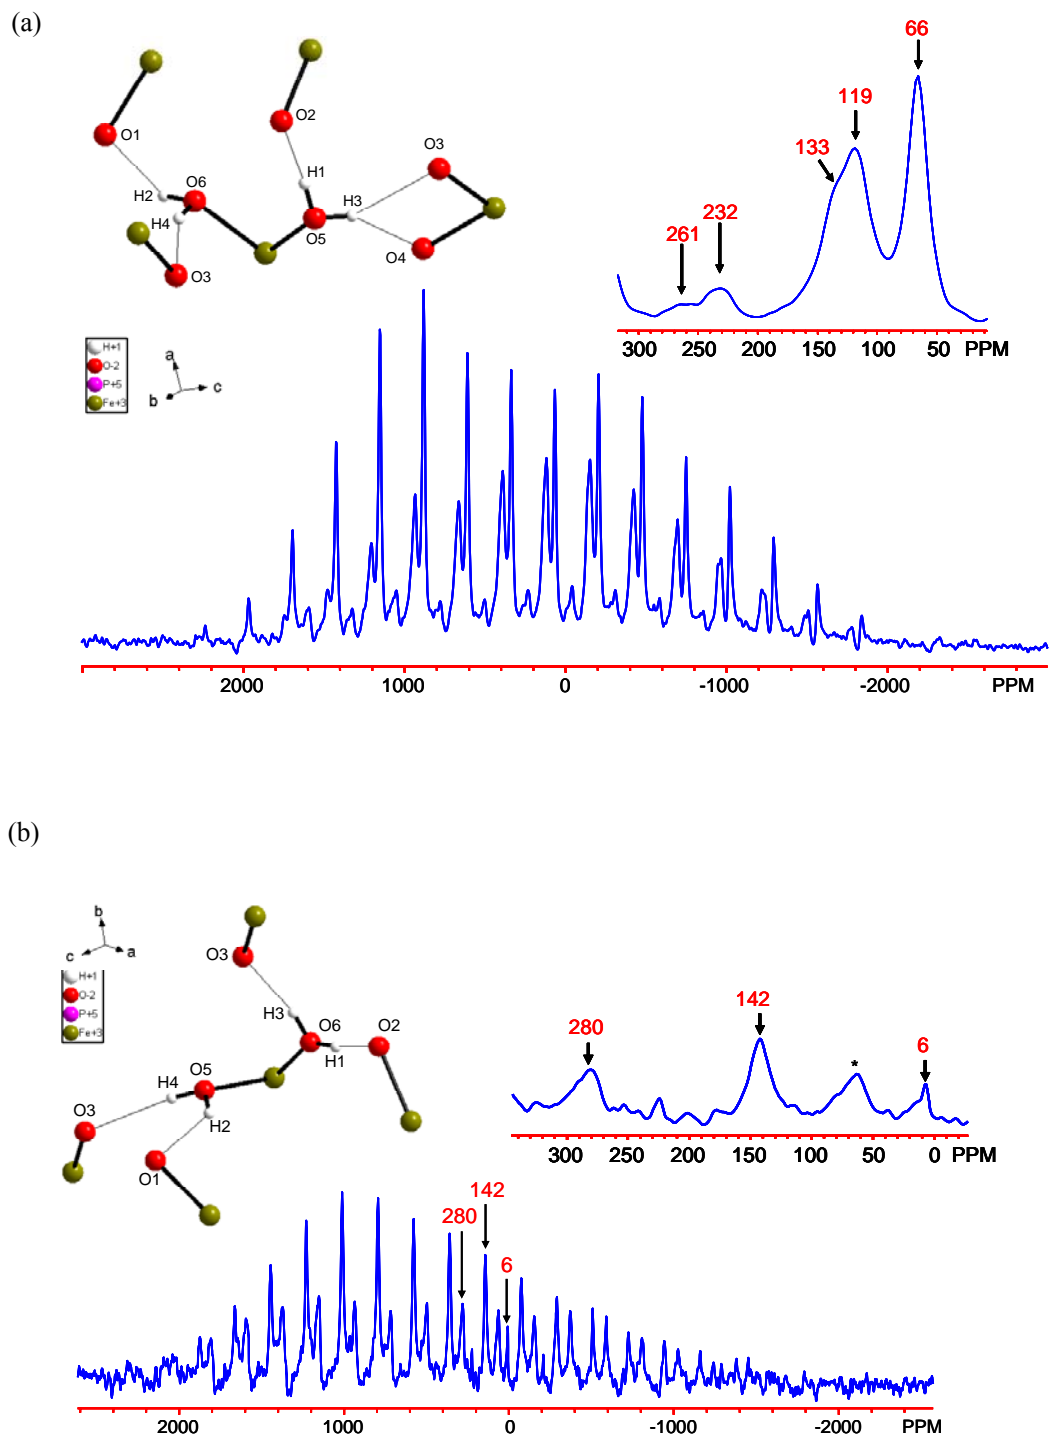 (a)
66
119
133
232
261
O1
O2
O3
H1
H2
O6
H4
H3
O5
O4
O3
300 250 200 150 100 50 PPM
H+1
O-2
P+5
Fe+3
a
b
c
2000 1000 0 -1000 -2000 PPM
(b)
b
c
a
H+1
O-2
P+5
Fe+3
O3
H3
O6
O2
H1
O5
H4
O3
H2
O1
280
142
*
6
300 250 200 150 100 50 0 PPM
142
280
6
2000 1000 0 -1000 -2000 PPM